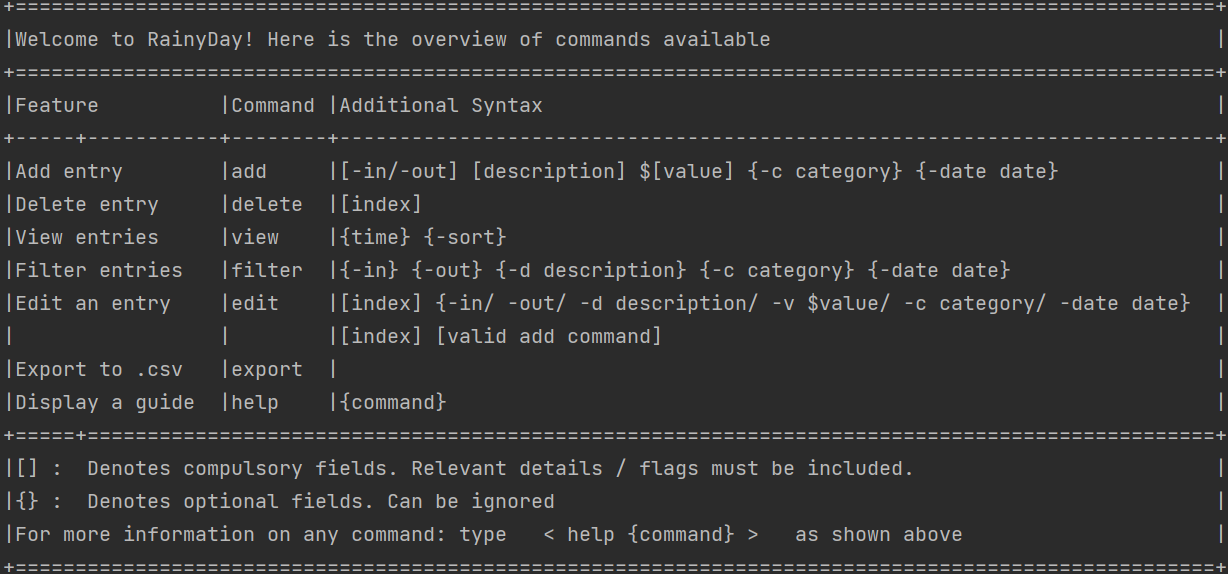 +====================================================================================================+
|Welcome to RainyDay! Here is the overview of commands available                                     |
+====================================================================================================+
|Feature          |Command |Additional Syntax                                                        |
+-----+-----------+--------+-------------------------------------------------------------------------+
|Add entry        |add     |[-in/-out] [description] $[value] {-c category} {-date date}             |
|Delete entry     |delete  |[index]                                                                  |
|View entries     |view    |{time} {-sort}                                                           |
|Filter entries   |filter  |{-in} {-out} {-d description} {-c category} {-date date}                 |
|Edit an entry    |edit    |[index] {-in/ -out/ -d description/ -v $value/ -c category/ -date date}  |
|                 |        |[index] [valid add command]                                              |
|Export to .csv   |export  |                                                                         |
|Display a guide  |help    |{command}                                                                |
+=====+==============================================================================================+
|[] :  Denotes compulsory fields. Relevant details / flags must be included.                         |
|{} :  Denotes optional fields. Can be ignored                                                       |
|For more information on any command: type   < help {command} >   as shown above                     |
+====================================================================================================+